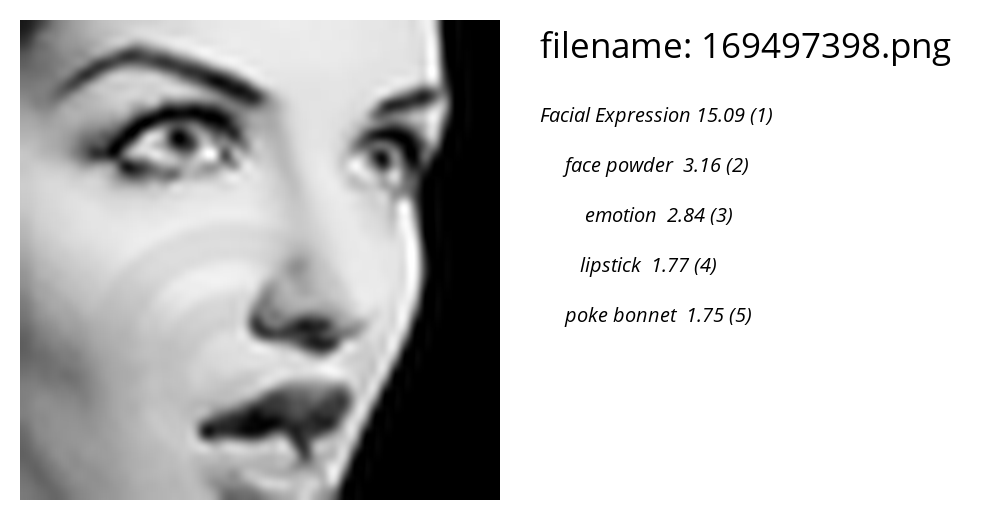 filename: 169497398.png
Facial Expression 15.09 (1)
face powder 3.16 (2)
emotion 2.84 (3)
lipstick 1.77 (4)
poke bonnet 1.75 (5)